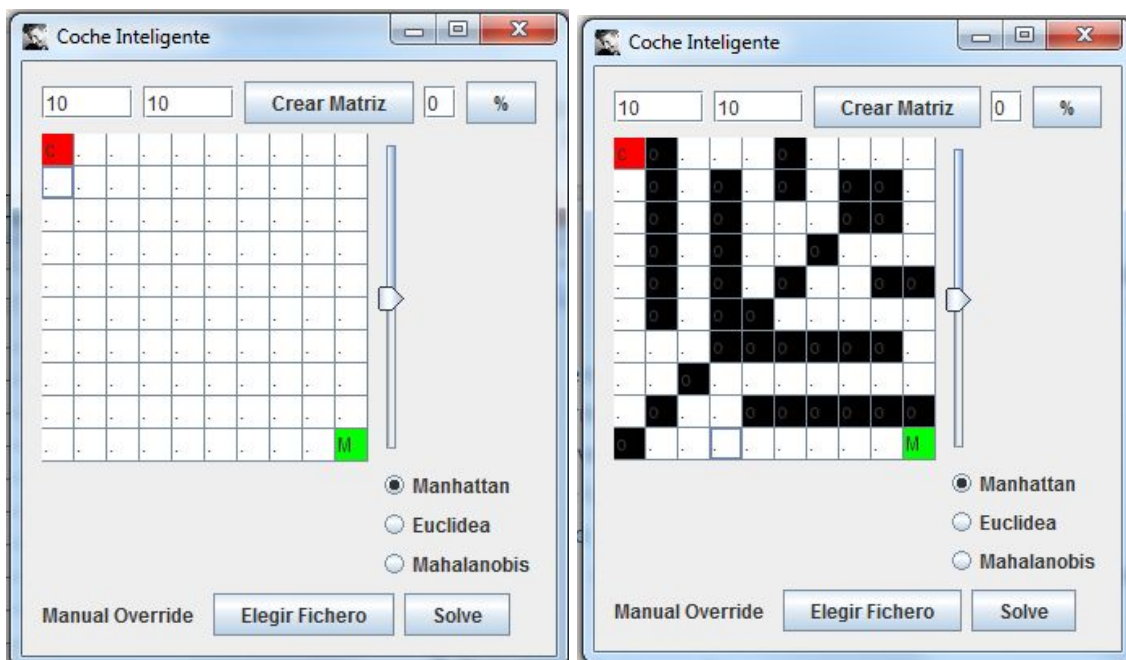 Coche Inteligente
10 10 Crear Matriz 0 %
C . . . . . . . . .
. . . . . . . . . .
. . . . . . . . . .
. . . . . . . . . .
. . . . . . . . . .
. . . . . . . . . .
. . . . . . . . . .
. . . . . . . . . .
. . . . . . . . . .
. . . . . . . . . M
Manhattan
Euclidea
Mahalanobis
Manual Override Elegir Fichero Solve
Coche Inteligente
10 10 Crear Matriz 0 %
C O . . . O . . . .
. O . O . O . O O .
. O . O . . . O O .
. O . O . . O . . .
. O . O . O . . O O
. O . O O . . . . .
. . . O O O O O O .
. . O . . . . . . .
. O . . O O O O O O
O . . . . . . . . M
Manhattan
Euclidea
Mahalanobis
Manual Override Elegir Fichero Solve